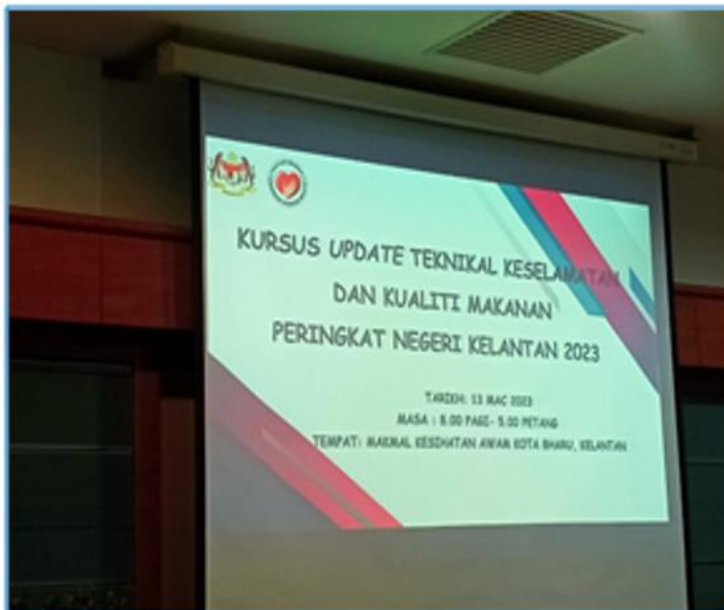 KURSUS UPDATE TEKNIKAL KESELAMATAN
DAN KUALITI MAKANAN
PERINGKAT NEGERI KELANTAN 2023
TARIKH: 13 MAC 2023
MASA : 8.00 PAGI- 5.00 PETANG
TEMPAT: MAKMAL KESIHATAN AWAM KOTA BHARU, KELANTAN